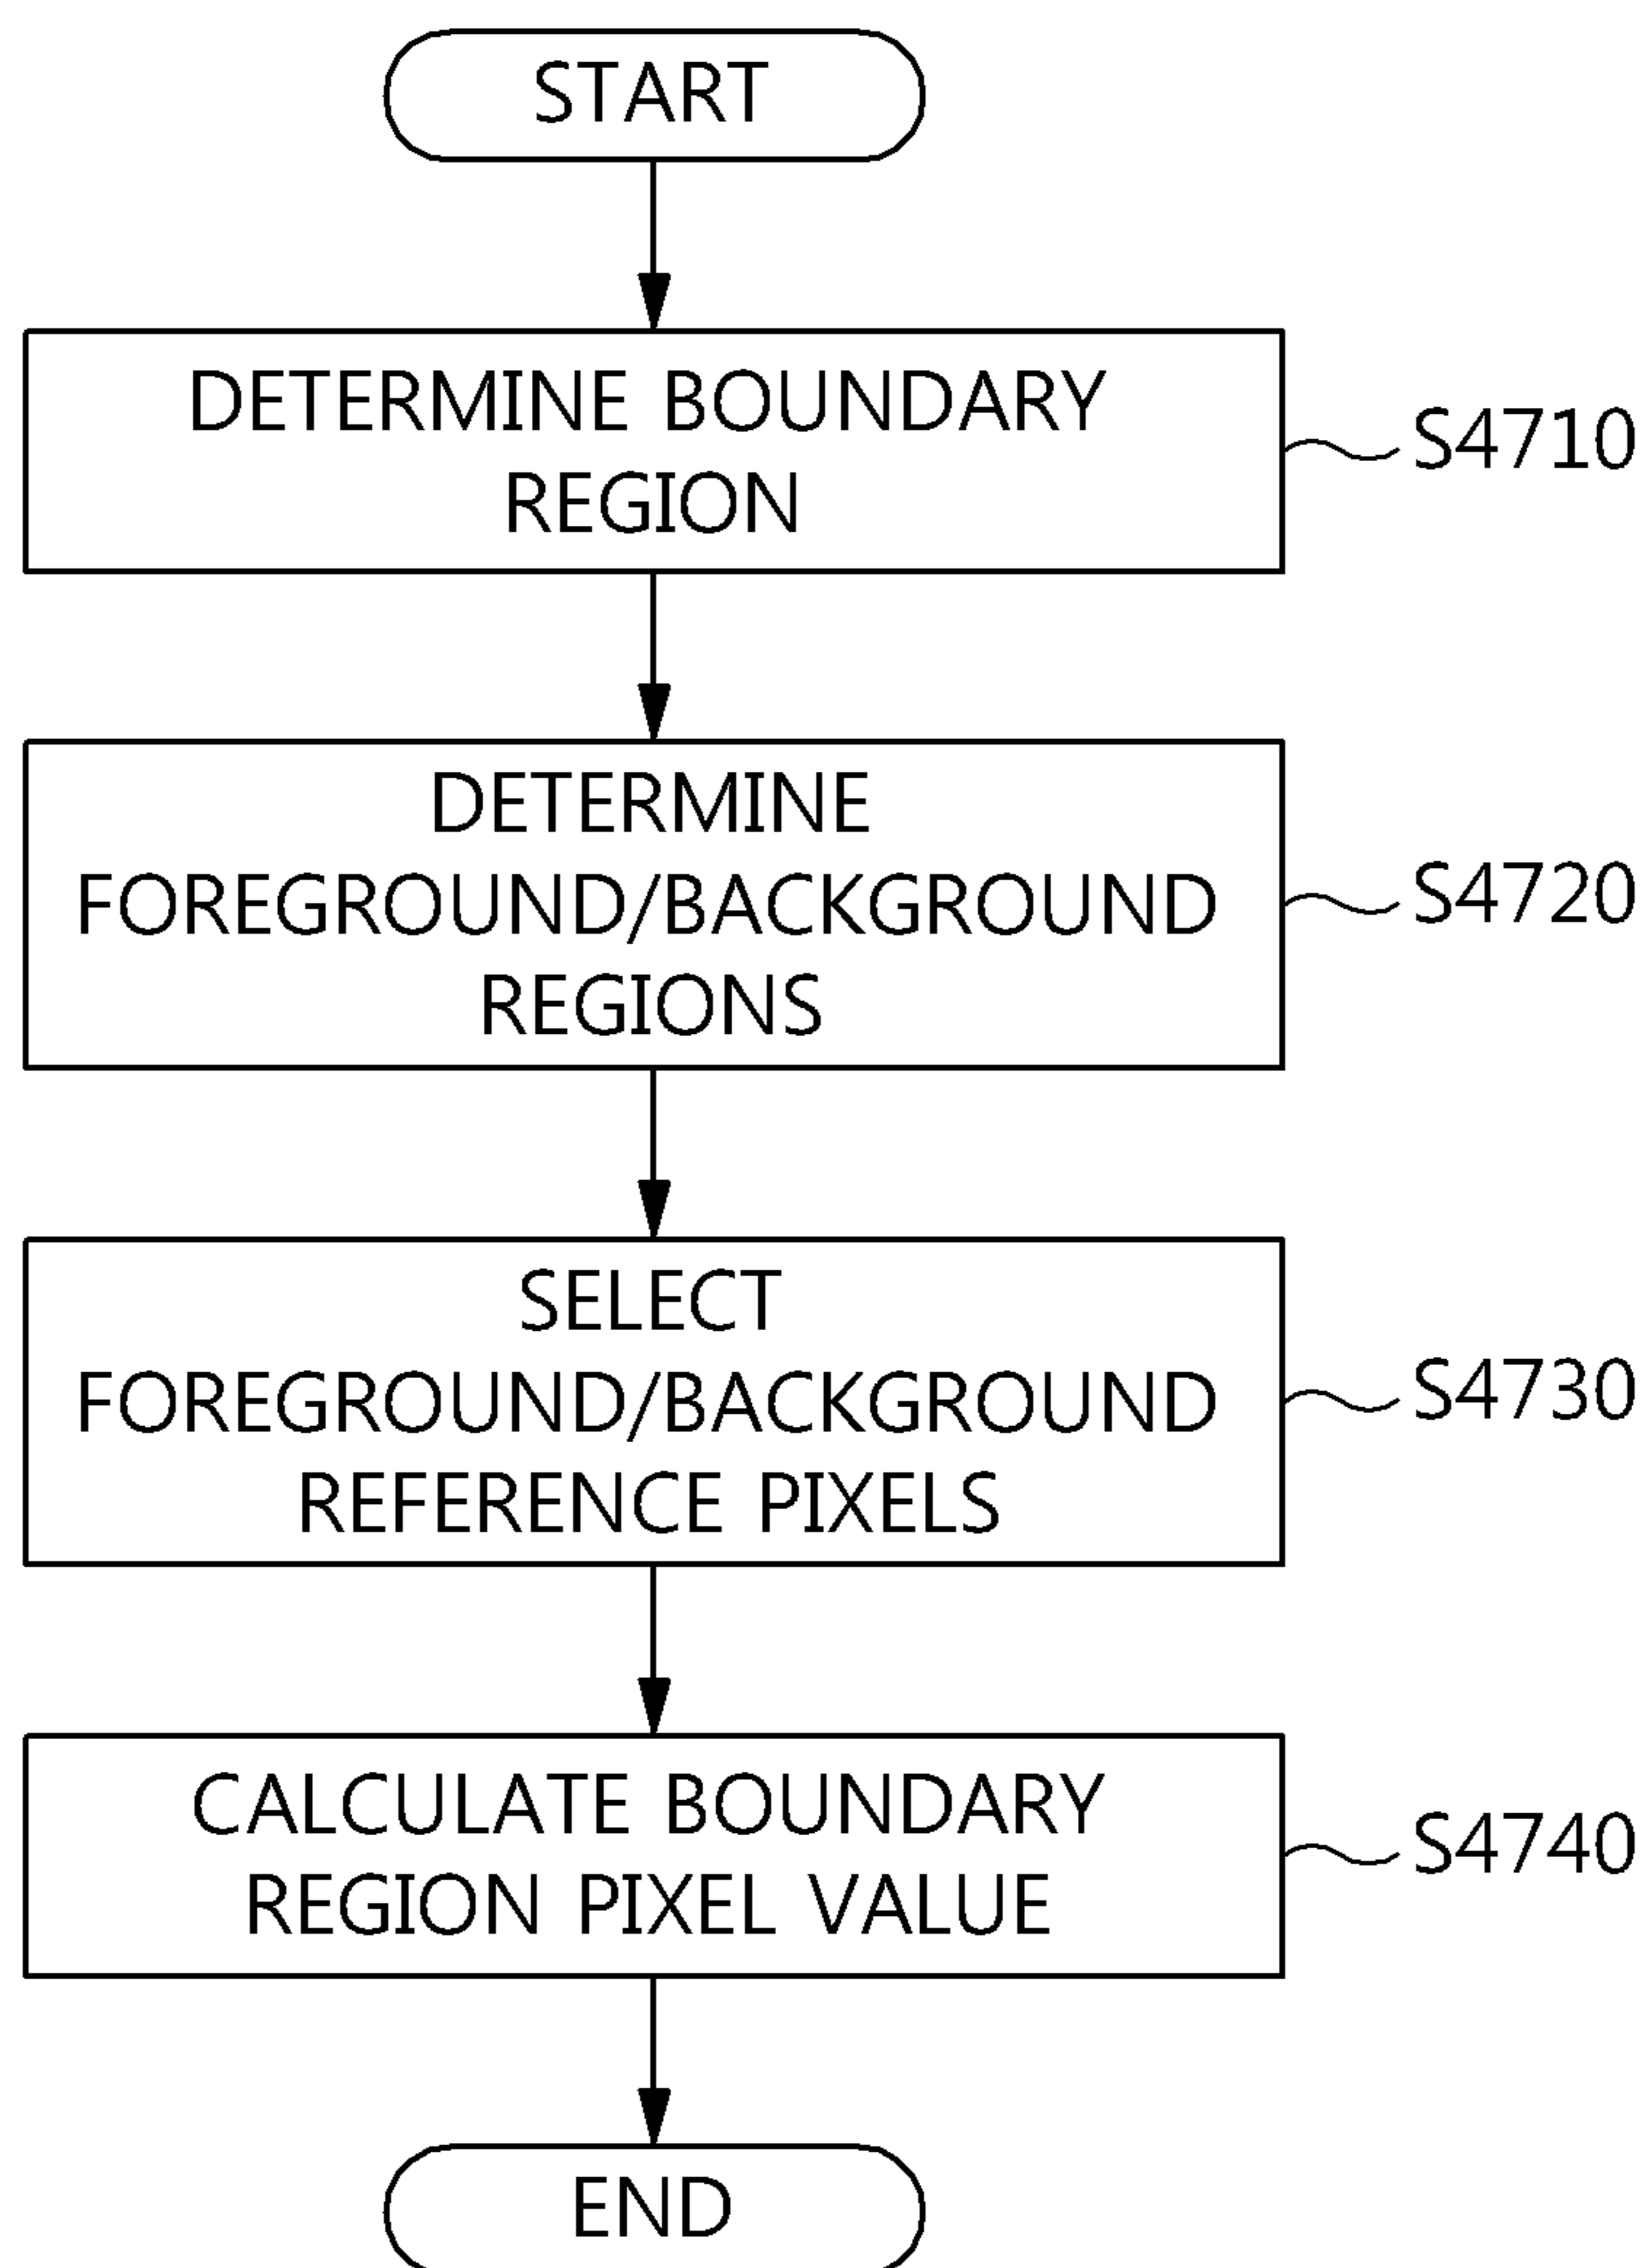 START
DETERMINE BOUNDARY
REGION
S4710
DETERMINE
FOREGROUND/BACKGROUND
REGIONS
S4720
SELECT
FOREGROUND/BACKGROUND
REFERENCE PIXELS
S4730
CALCULATE BOUNDARY
REGION PIXEL VALUE
S4740
END